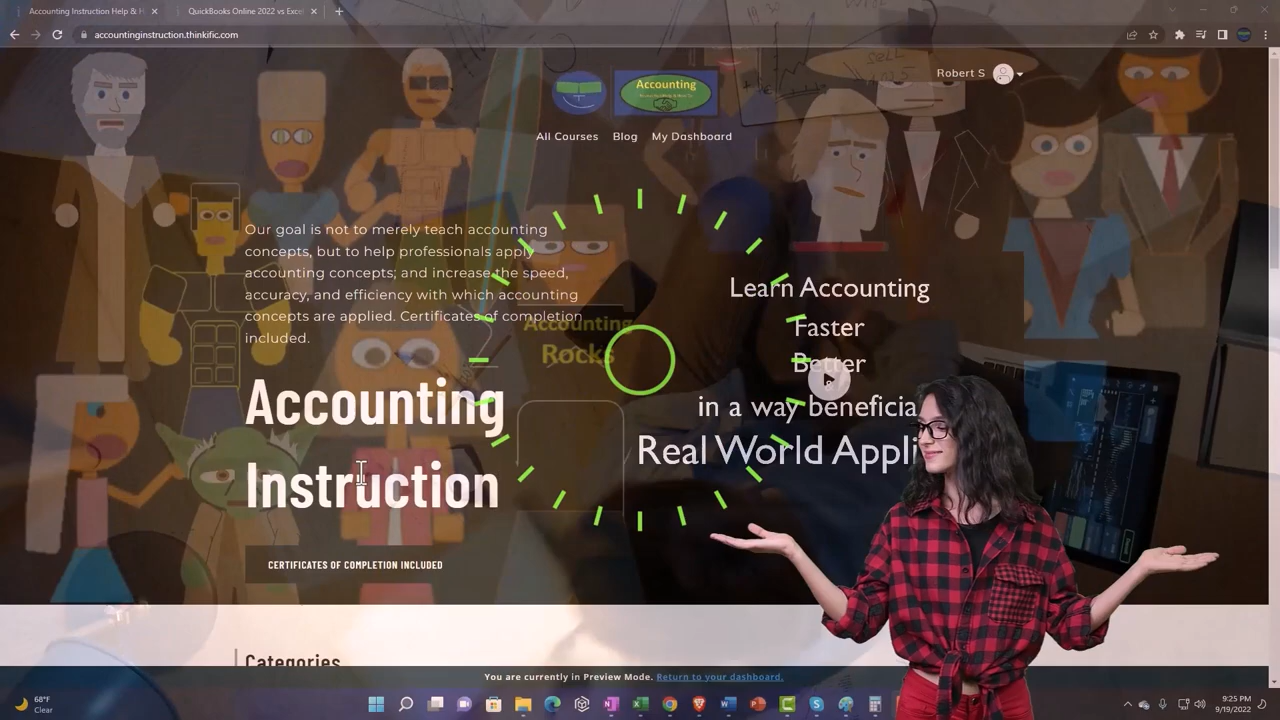 Accounting Instruction Help & H
QuickBooks Online 2022 vs Exce
accountinginstruction.thinkific.com
Robert S
Accounting
All Courses
Blog
My Dashboard
SELL
Our goal is not to merely teach accounting
concepts, but to help professionals apply
accounting concepts; and increase the speed,
accuracy, and efficiency with which accounting
concepts are applied. Certificates of completion
included.
Accounting
Rocks
Accounting
Instruction
CERTIFICATES OF COMPLETION INCLUDED
Learn Accounting
Faster
Better
&
in a way beneficia
Real World Appli
Categories
You are currently in Preview Mode. Return to your dashboard.
68°F
Clear
9:25 PM
9/19/2022